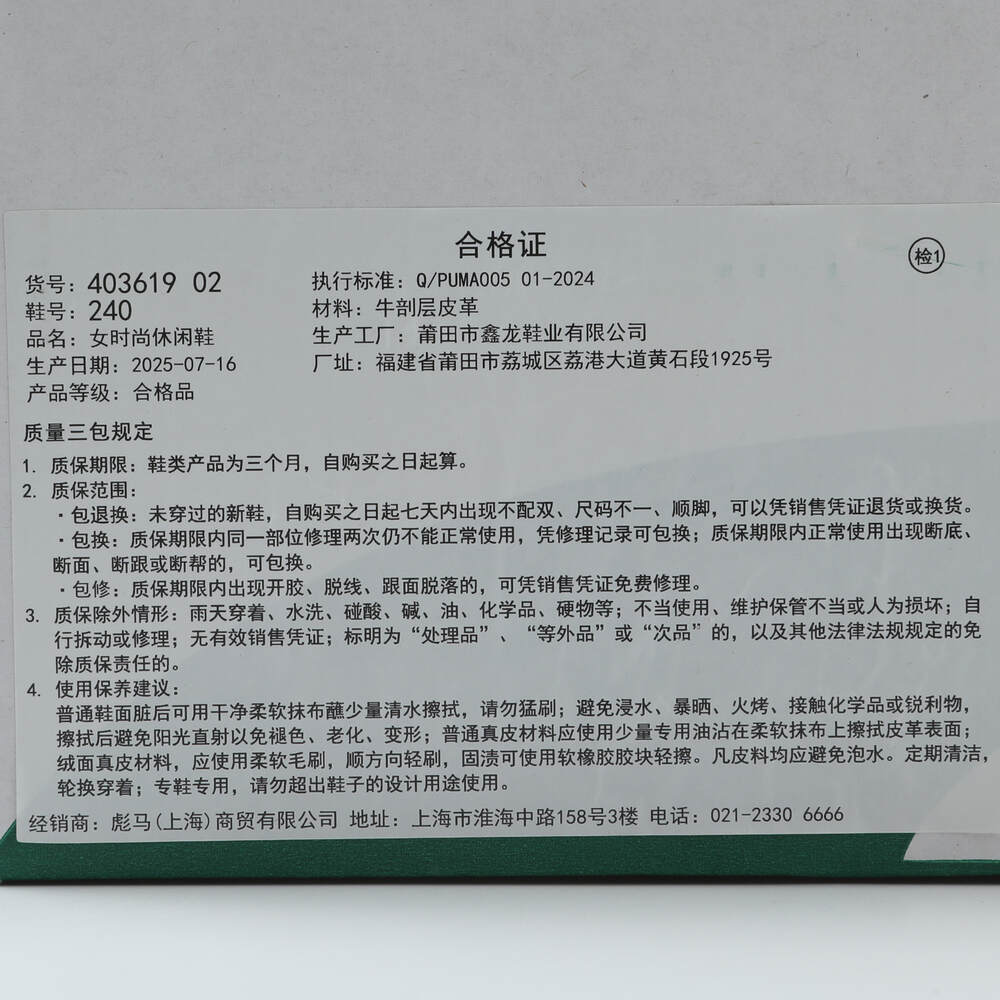 合格证
检1
货号：403619 02
执行标准：Q/PUMA005 01-2024
鞋号：240
材料：牛剖层皮革
品名：女时尚休闲鞋
生产工厂：莆田市鑫龙鞋业有限公司
生产日期：2025-07-16
厂址：福建省莆田市荔城区荔港大道黄石段1925号
产品等级：合格品
质量三包规定
1. 质保期限：鞋类产品为三个月，自购买之日起算。
2. 质保范围：
·包退换：未穿过的新鞋，自购买之日起七天内出现不配双、尺码不一、顺脚，可以凭销售凭证退货或换货。
·包换：质保期限内同一部位修理两次仍不能正常使用，凭修理记录可包换；质保期限内正常使用出现断底、
断面、断跟或断帮的，可包换。
·包修：质保期限内出现开胶、脱线、跟面脱落的，可凭销售凭证免费修理。
3. 质保除外情形：雨天穿着、水洗、碰酸、碱、油、化学品、硬物等；不当使用、维护保管不当或人为损坏；自
行拆动或修理；无有效销售凭证；标明为“处理品”、“等外品”或“次品”的，以及其他法律法规规定的免
除质保责任的。
4. 使用保养建议：
普通鞋面脏后可用干净柔软抹布蘸少量清水擦拭，请勿猛刷；避免浸水、暴晒、火烤、接触化学品或锐利物，
擦拭后避免阳光直射以免褪色、老化、变形；普通真皮材料应使用少量专用油沾在柔软抹布上擦拭皮革表面；
绒面真皮材料，应使用柔软毛刷，顺方向轻刷，固渍可使用软橡胶胶块轻擦。凡皮料均应避免泡水。定期清洁，
轮换穿着；专鞋专用，请勿超出鞋子的设计用途使用。
经销商：彪马(上海)商贸有限公司 地址：上海市淮海中路158号3楼 电话：021-2330 6666